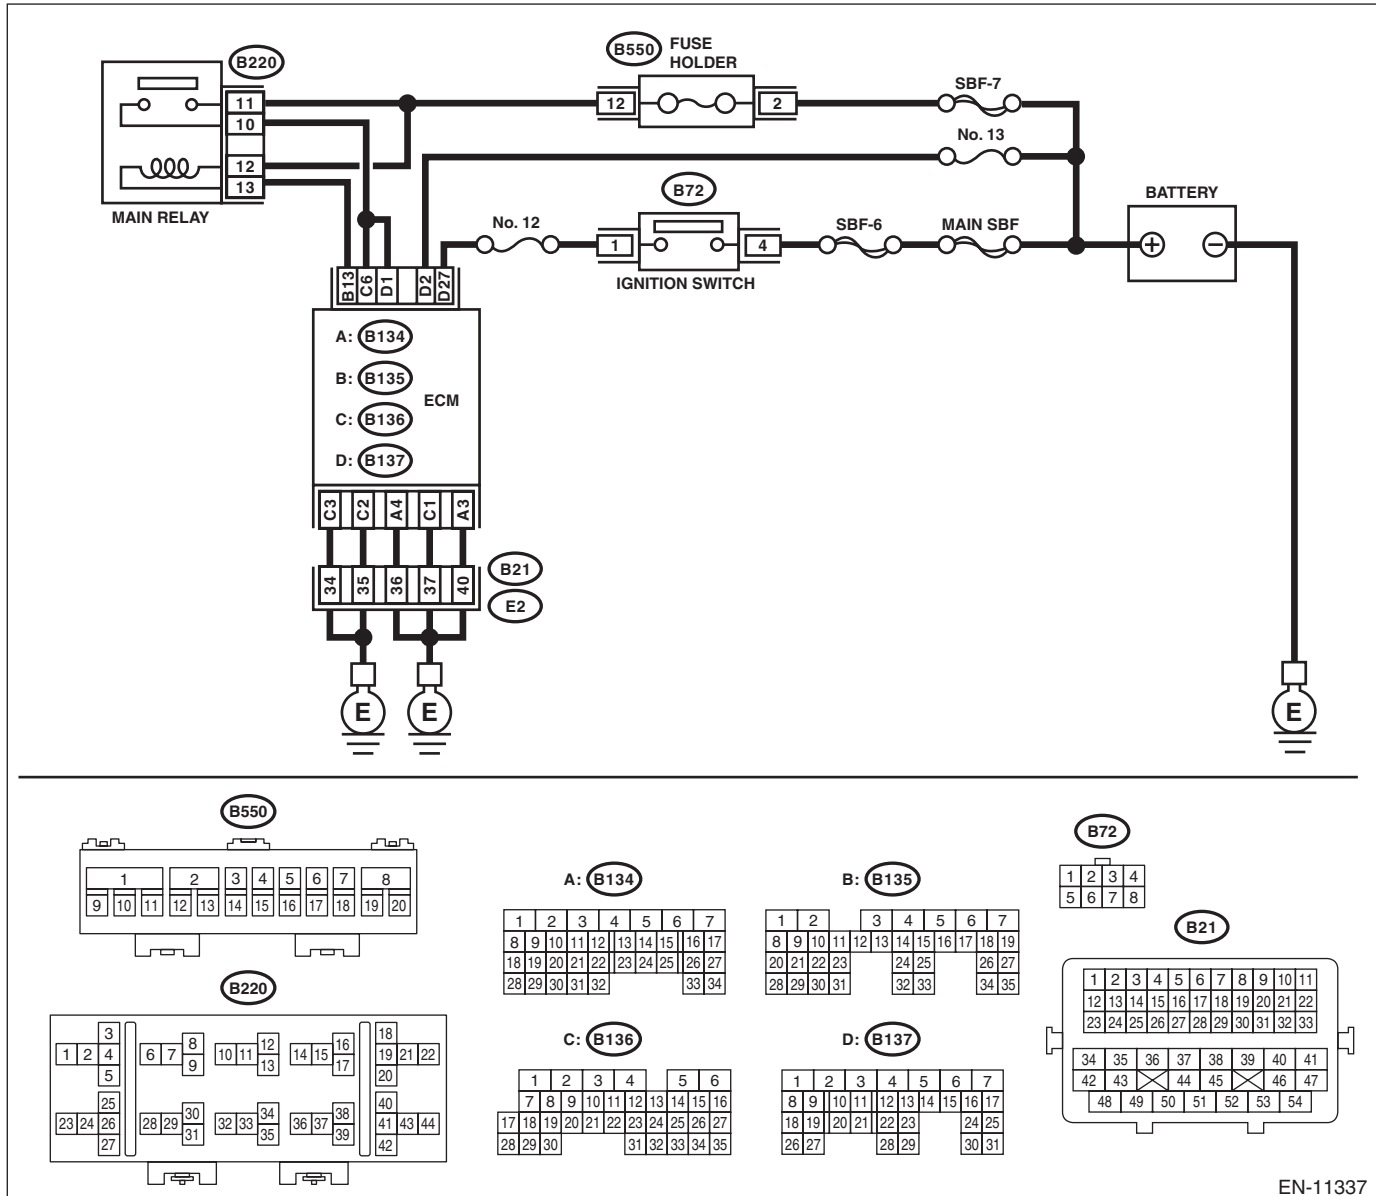 B220
B550 FUSE HOLDER
SBF-7
11
10
12
13
12
2
No. 13
MAIN RELAY
B72
BATTERY
No. 12
1
4
SBF-6
MAIN SBF
+
−
IGNITION SWITCH
B13 C6 D1 D2 D27
A: B134
B: B135
ECM
C: B136
D: B137
C3 C2 A4 C1 A3
34 35 36 37 40
B21
E2
E E E
B550
1 2 3 4 5 6 7 8
9 10 11 12 13 14 15 16 17 18 19 20
B220
3 8 12 16 18
1 2 4 6 7 10 11 14 15 19 21 22
5 9 13 17 20
25 30 34 38 40
23 24 26 28 29 32 33 36 37 41 43 44
27 31 35 39 42
A: B134
1 2 3 4 5 6 7
8 9 10 11 12 13 14 15 16 17
18 19 20 21 22 23 24 25 26 27
28 29 30 31 32 33 34
B: B135
1 2 3 4 5 6 7
8 9 10 11 12 13 14 15 16 17 18 19
20 21 22 23 24 25 26 27
28 29 30 31 32 33 34 35
C: B136
1 2 3 4 5 6
7 8 9 10 11 12 13 14 15 16
17 18 19 20 21 22 23 24 25 26 27
28 29 30 31 32 33 34 35
D: B137
1 2 3 4 5 6 7
8 9 10 11 12 13 14 15 16 17
18 19 20 21 22 23 24 25
26 27 28 29 30 31
B72
1 2 3 4
5 6 7 8
B21
1 2 3 4 5 6 7 8 9 10 11
12 13 14 15 16 17 18 19 20 21 22
23 24 25 26 27 28 29 30 31 32 33
34 35 36 37 38 39 40 41
42 43 44 45 46 47
48 49 50 51 52 53 54
EN-11337